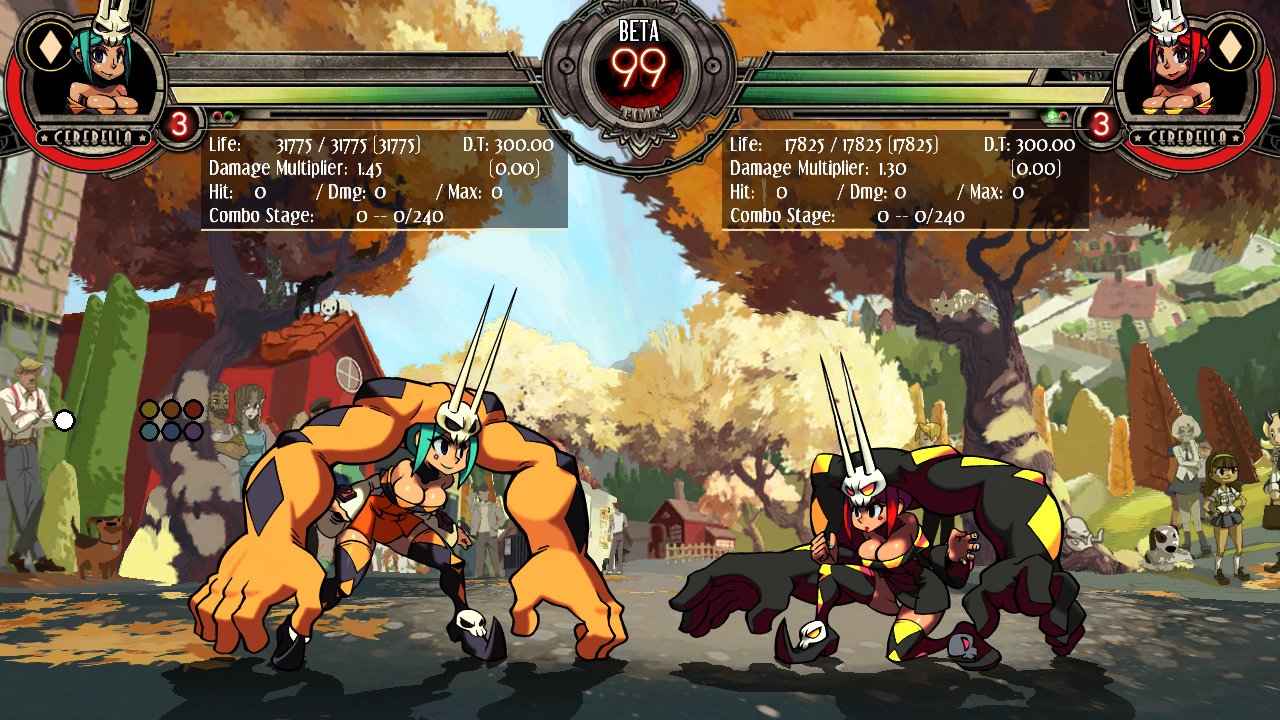 BETA
99
TIME
CEREBELLA
3
3
CEREBELLA
Life: 31775 / 31775 (31775) D.T: 300.00
Damage Multiplier: 1.45 (0.00)
Hit: 0 / Dmg: 0 / Max: 0
Combo Stage: 0 -- 0/240
Life: 17825 / 17825 (17825) D.T: 300.00
Damage Multiplier: 1.30 (0.00)
Hit: 0 / Dmg: 0 / Max: 0
Combo Stage: 0 -- 0/240